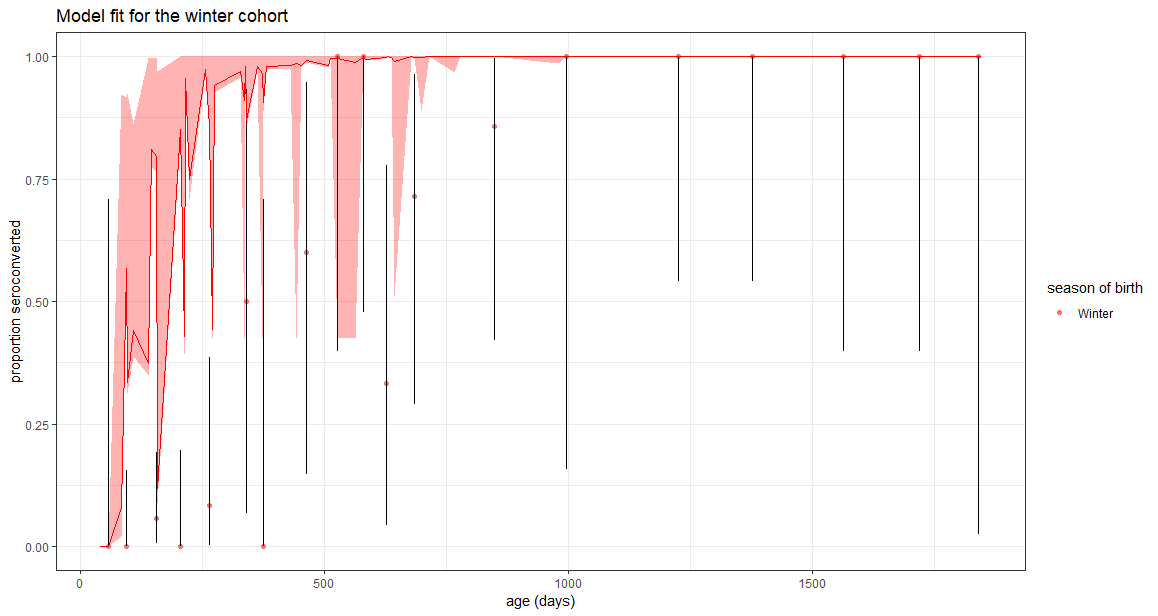 Model fit for the winter cohort
1.00
0.75
0.50
0.25
0.00
proportion seroconverted
0
500
1000
1500
age (days)
season of birth
Winter